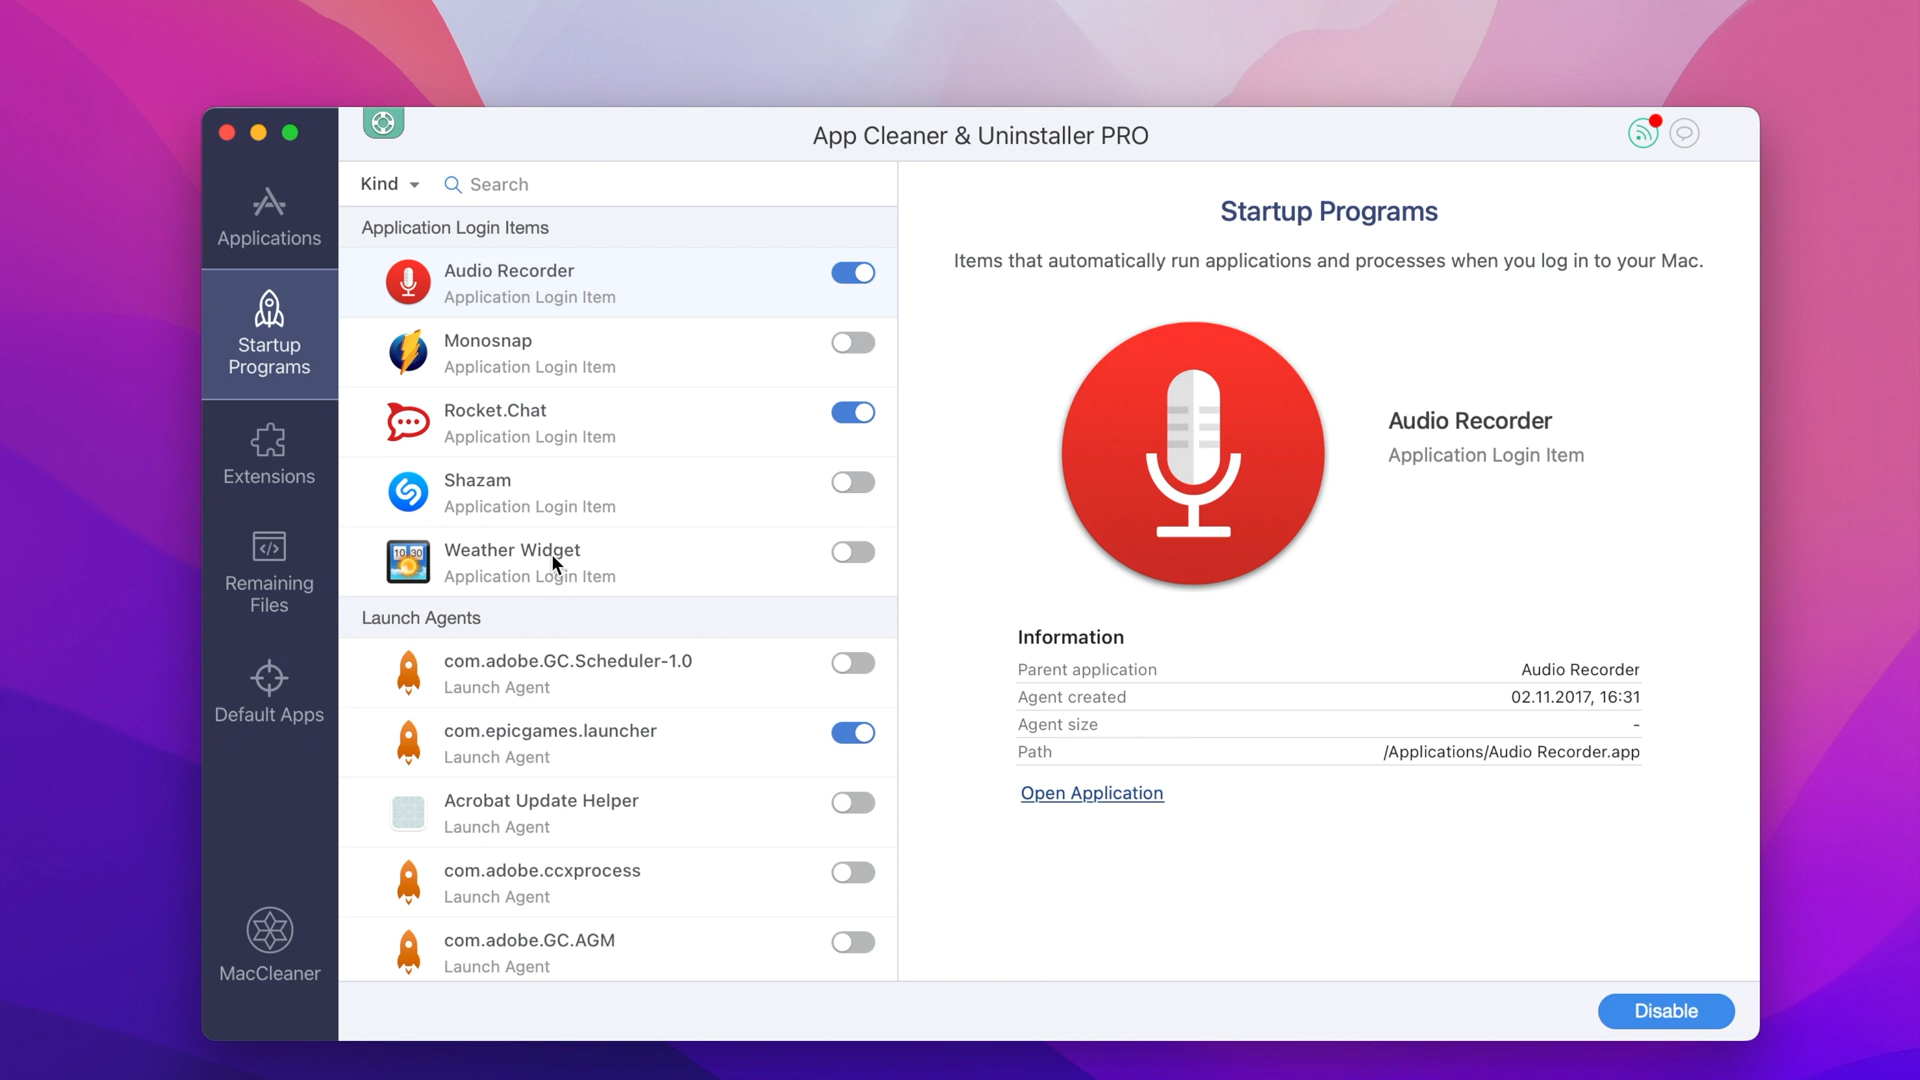 App Cleaner & Uninstaller PRO
Applications
Startup
Programs
Extensions
Remaining
Files
Default Apps
MacCleaner
Kind
Search
Application Login Items
Audio Recorder
Application Login Item
Monosnap
Application Login Item
Rocket.Chat
Application Login Item
Shazam
Application Login Item
10 30
Weather Widget
Application Login Item
Launch Agents
com.adobe.GC.Scheduler-1.0
Launch Agent
com.epicgames.launcher
Launch Agent
Acrobat Update Helper
Launch Agent
com.adobe.ccxprocess
Launch Agent
com.adobe.GC.AGM
Launch Agent
Startup Programs
Items that automatically run applications and processes when you log in to your Mac.
Audio Recorder
Application Login Item
Information
Parent application Audio Recorder
Agent created 02.11.2017, 16:31
Agent size -
Path /Applications/Audio Recorder.app
Open Application
Disable